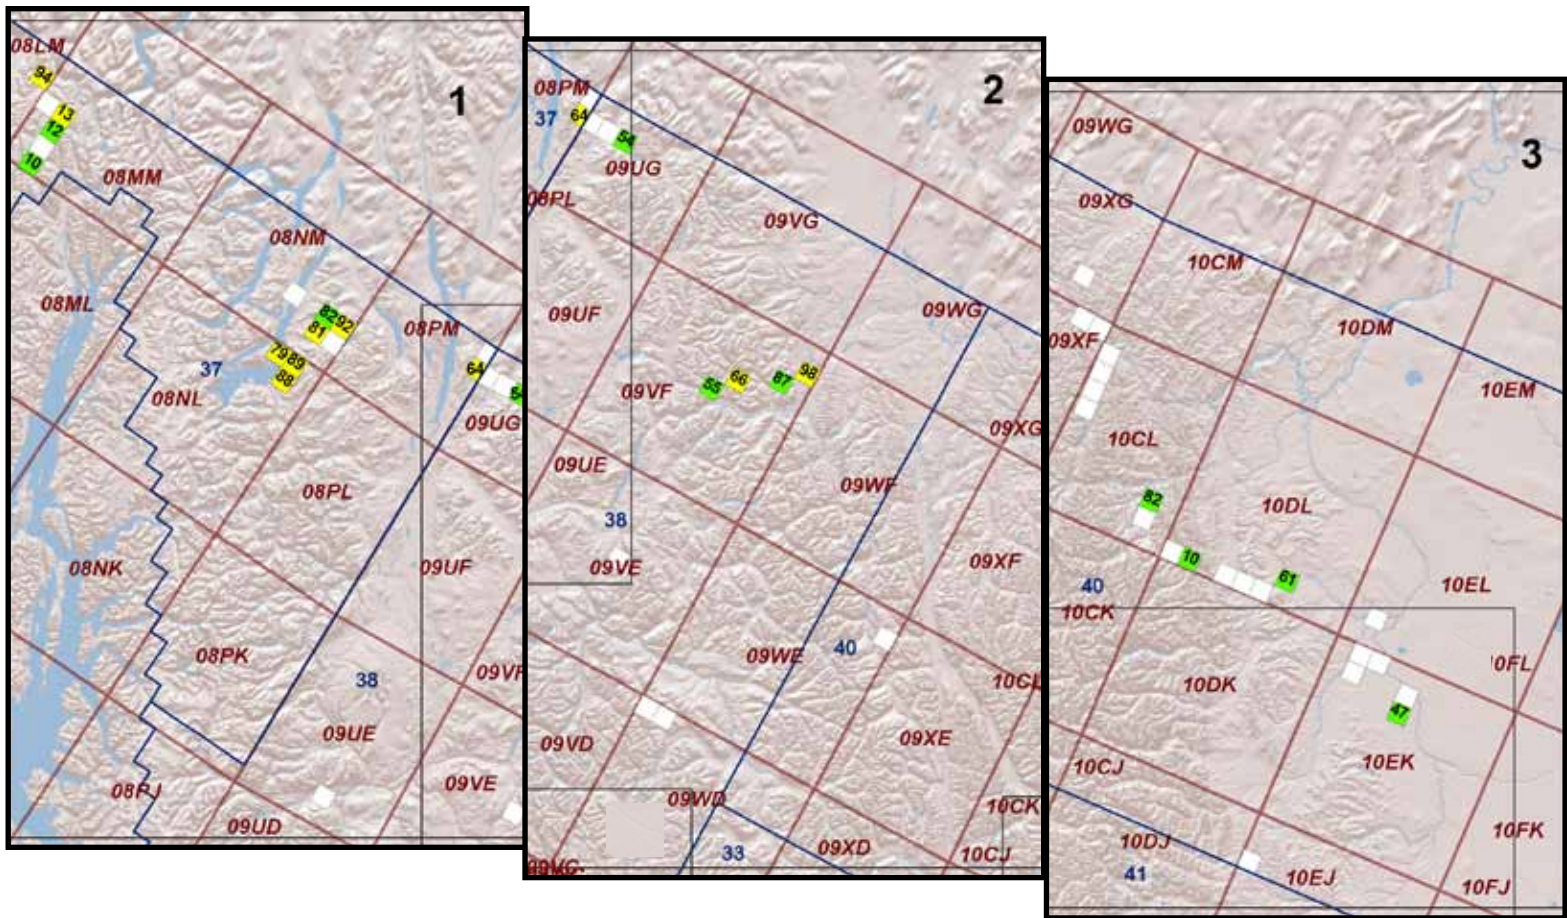 08LM
1
94
13
12
10
08MM
08NM
08ML
82
92
81
08PM
79
89
64
37
88
08NL
54
09UG
08PL
09UF
08NK
08PK
09VF
38
09UE
09VE
08PJ
09UD
2
08PM
37
64
54
09UG
08PL
09VG
09UF
09WG
98
66
87
55
09VF
09XG
09UE
09WF
38
09XF
09VE
40
09WE
10CL
09XE
09VD
09WD
10CK
09XD
33
10CJ
3
09WG
09XG
10CM
10DM
09XF
10EM
10CL
82
10DL
10
61
40
10EL
10CK
10FL
10DK
47
10EK
10CJ
10FK
10DJ
41
10EJ
10FJ